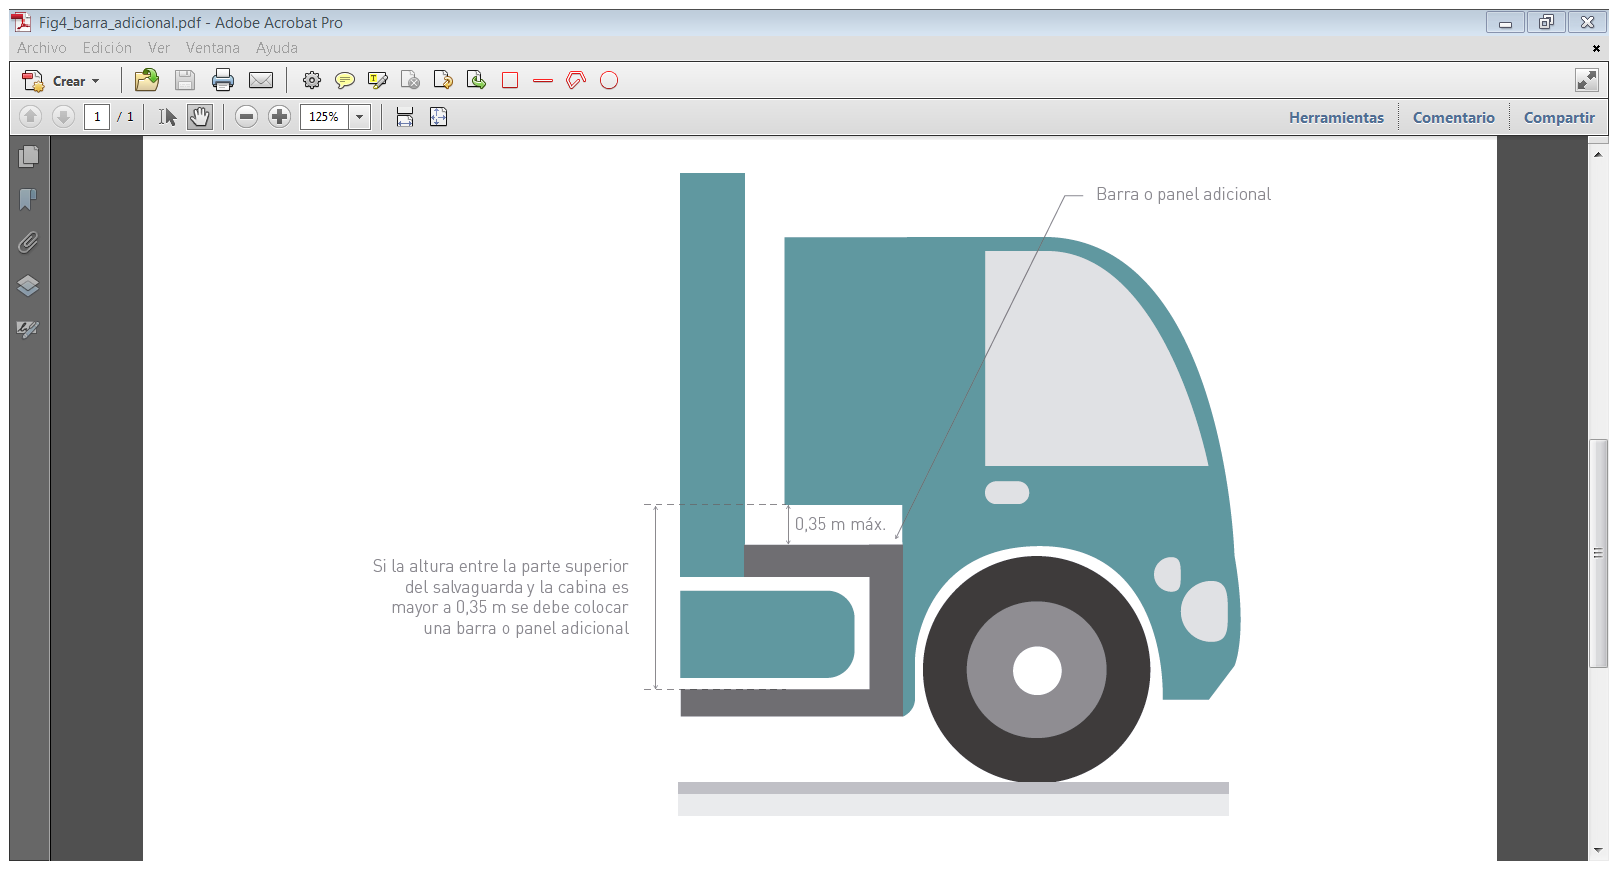 Fig4_barra_adicional.pdf - Adobe Acrobat Pro
Archivo Edición Ver Ventana Ayuda
Crear
1 / 1
125%
Herramientas Comentario Compartir
Barra o panel adicional
0,35 m máx.
Si la altura entre la parte superior
del salvaguarda y la cabina es
mayor a 0,35 m se debe colocar
una barra o panel adicional